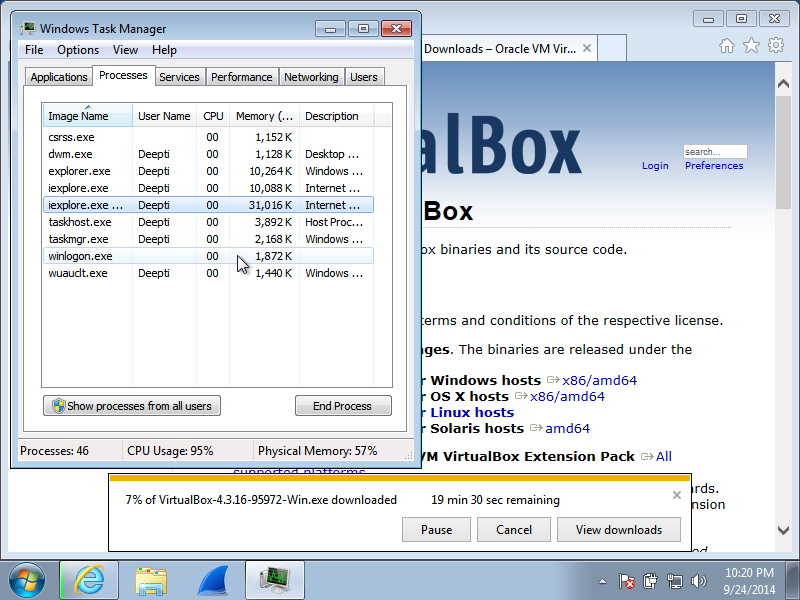 Windows Task Manager
File Options View Help
Applications Processes Services Performance Networking Users
Image Name User Name CPU Memory (... Description
csrss.exe 00 1,152 K
dwm.exe Deepti 00 1,128 K Desktop ...
explorer.exe Deepti 00 10,264 K Windows ...
iexplore.exe Deepti 00 10,088 K Internet ...
iexplore.exe ... Deepti 00 31,016 K Internet ...
taskhost.exe Deepti 00 3,892 K Host Proc...
taskmgr.exe Deepti 00 2,168 K Windows ...
winlogon.exe 00 1,872 K
wuauclt.exe Deepti 00 1,440 K Windows ...
Show processes from all users End Process
Processes: 46 CPU Usage: 95% Physical Memory: 57%
Downloads – Oracle VM Vir...
alBox
search...
Login Preferences
Box
ox binaries and its source code.
terms and conditions of the respective license.
ges. The binaries are released under the
r Windows hosts x86/amd64
r OS X hosts x86/amd64
r Linux hosts
r Solaris hosts amd64
VM VirtualBox Extension Pack All
supported platforms
rds.
nsion
7% of VirtualBox-4.3.16-95972-Win.exe downloaded 19 min 30 sec remaining
Pause Cancel View downloads
10:20 PM
9/24/2014